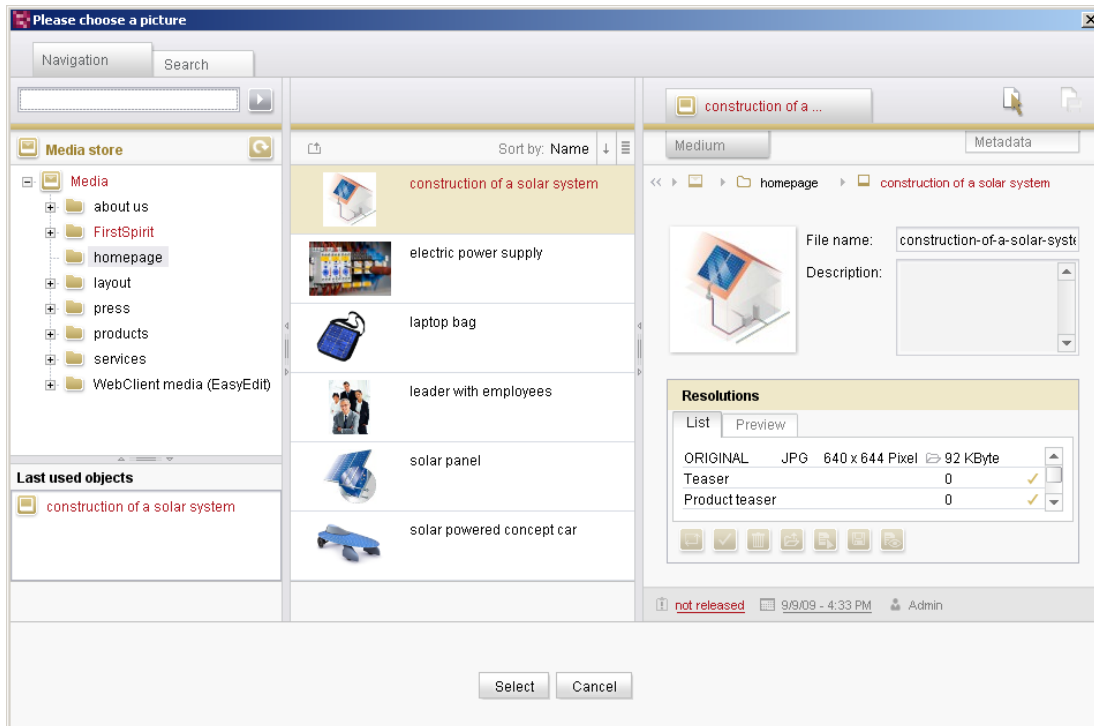 Please choose a picture
Navigation
Search
Media store
Media
about us
FirstSpirit
homepage
layout
press
products
services
WebClient media (EasyEdit)
Last used objects
construction of a solar system
Sort by: Name
construction of a solar system
electric power supply
laptop bag
leader with employees
solar panel
solar powered concept car
construction of a ...
Medium
Metadata
homepage construction of a solar system
File name: construction-of-a-solar-syste
Description:
Resolutions
List Preview
ORIGINAL JPG 640 x 644 Pixel 92 KByte
Teaser 0
Product teaser 0
not released 9/9/09 - 4:33 PM Admin
Select Cancel